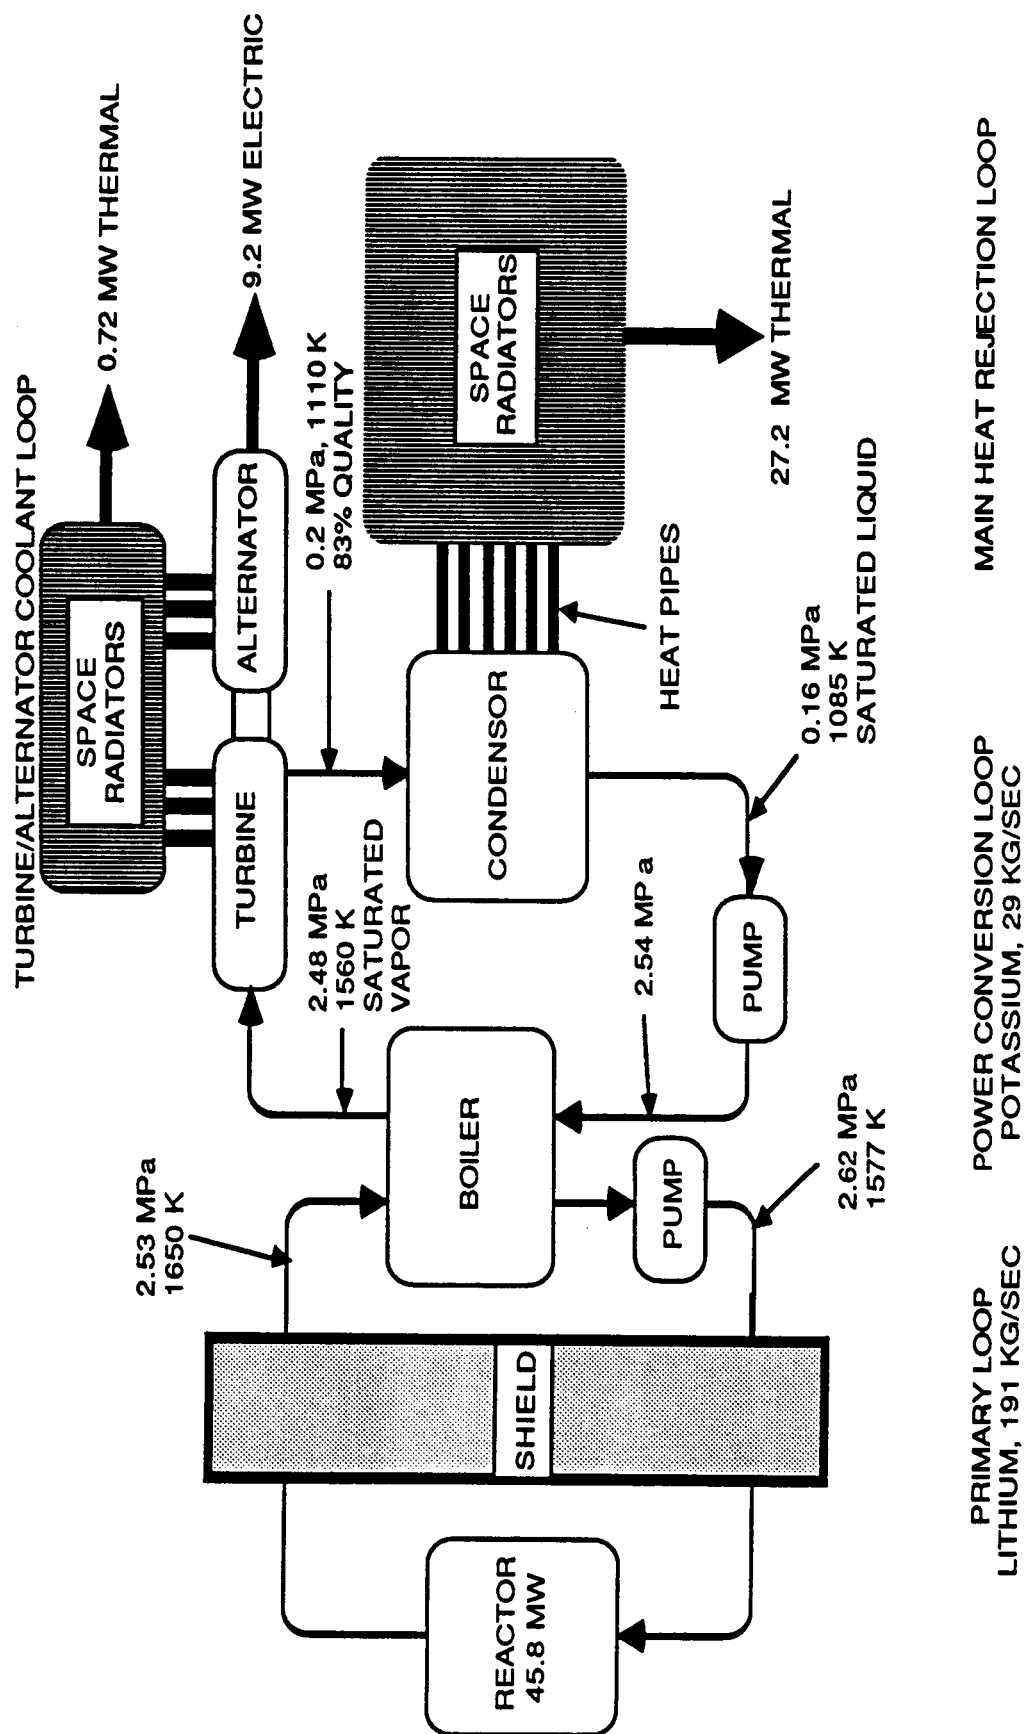 TURBINE/ALTERNATOR COOLANT LOOP
SPACE
RADIATORS
0.72 MW THERMAL
TURBINE
ALTERNATOR
9.2 MW ELECTRIC
2.53 MPa
1650 K
2.48 MPa
1560 K
SATURATED
VAPOR
0.2 MPa, 1110 K
83% QUALITY
REACTOR
45.8 MW
SHIELD
BOILER
CONDENSOR
SPACE
RADIATORS
HEAT PIPES
PUMP
2.54 MPa
PUMP
27.2 MW THERMAL
2.62 MPa
1577 K
0.16 MPa
1085 K
SATURATED LIQUID
PRIMARY LOOP
LITHIUM, 191 KG/SEC
POWER CONVERSION LOOP
POTASSIUM, 29 KG/SEC
MAIN HEAT REJECTION LOOP